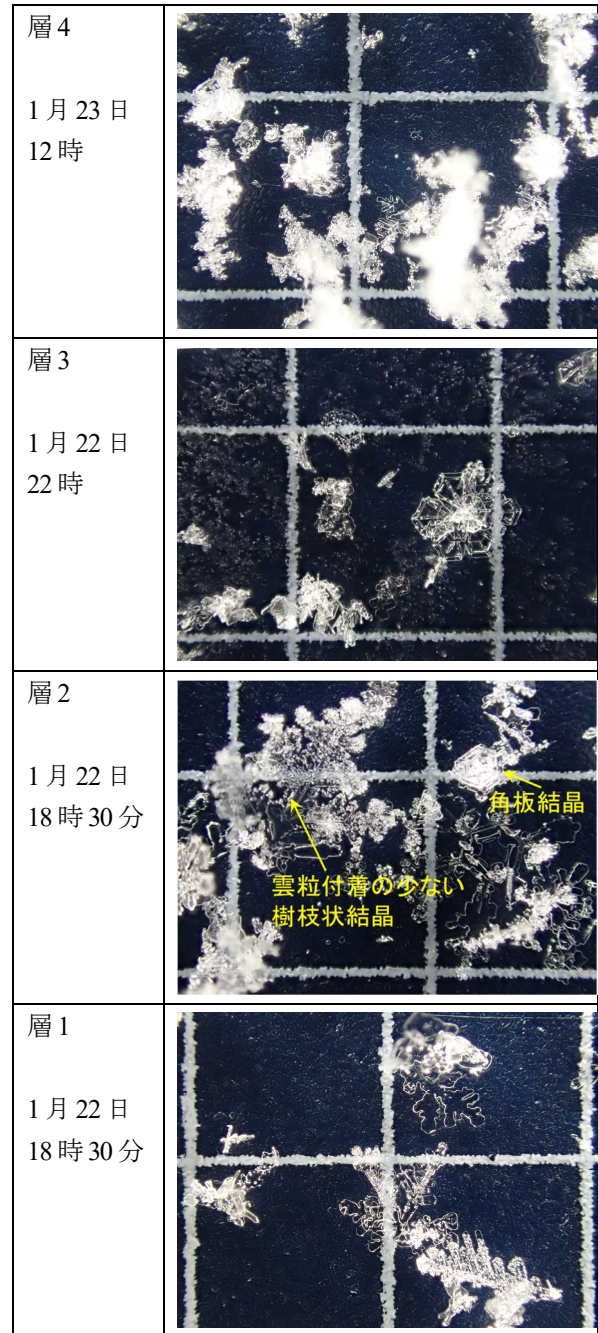 層4
1月23日
12時
層3
1月22日
22時
層2
1月22日
18時30分
角板結晶
雲粒付着の少ない
樹枝状結晶
層1
1月22日
18時30分